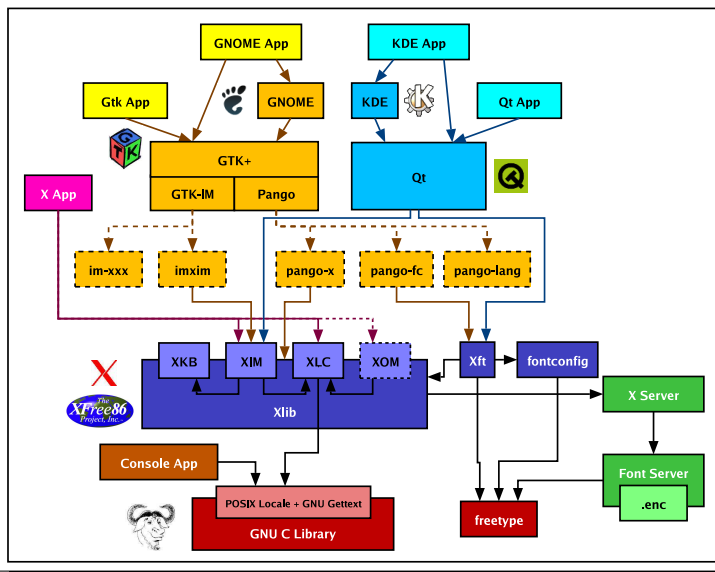 GNOME App
KDE App
Gtk App
GNOME
KDE
K
Qt App
G
T K
GTK+
Qt
Q
X App
GTK-IM
Pango
im-xxx
imxim
pango-x
pango-fc
pango-lang
XKB
XIM
XLC
XOM
Xft
fontconfig
X
The
XFree86
Project, Inc.
Xlib
X Server
Console App
Font Server
.enc
POSIX Locale + GNU Gettext
GNU C Library
freetype